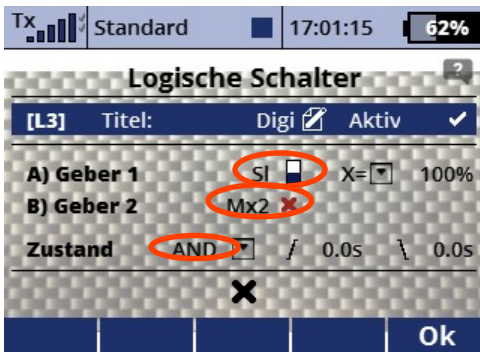 Tx Standard 17:01:15 62%
Logische Schalter ?
[L3] Titel: Digi Aktiv
A) Geber 1 Sl X= 100%
B) Geber 2 Mx2
Zustand AND 0.0s 0.0s
Ok